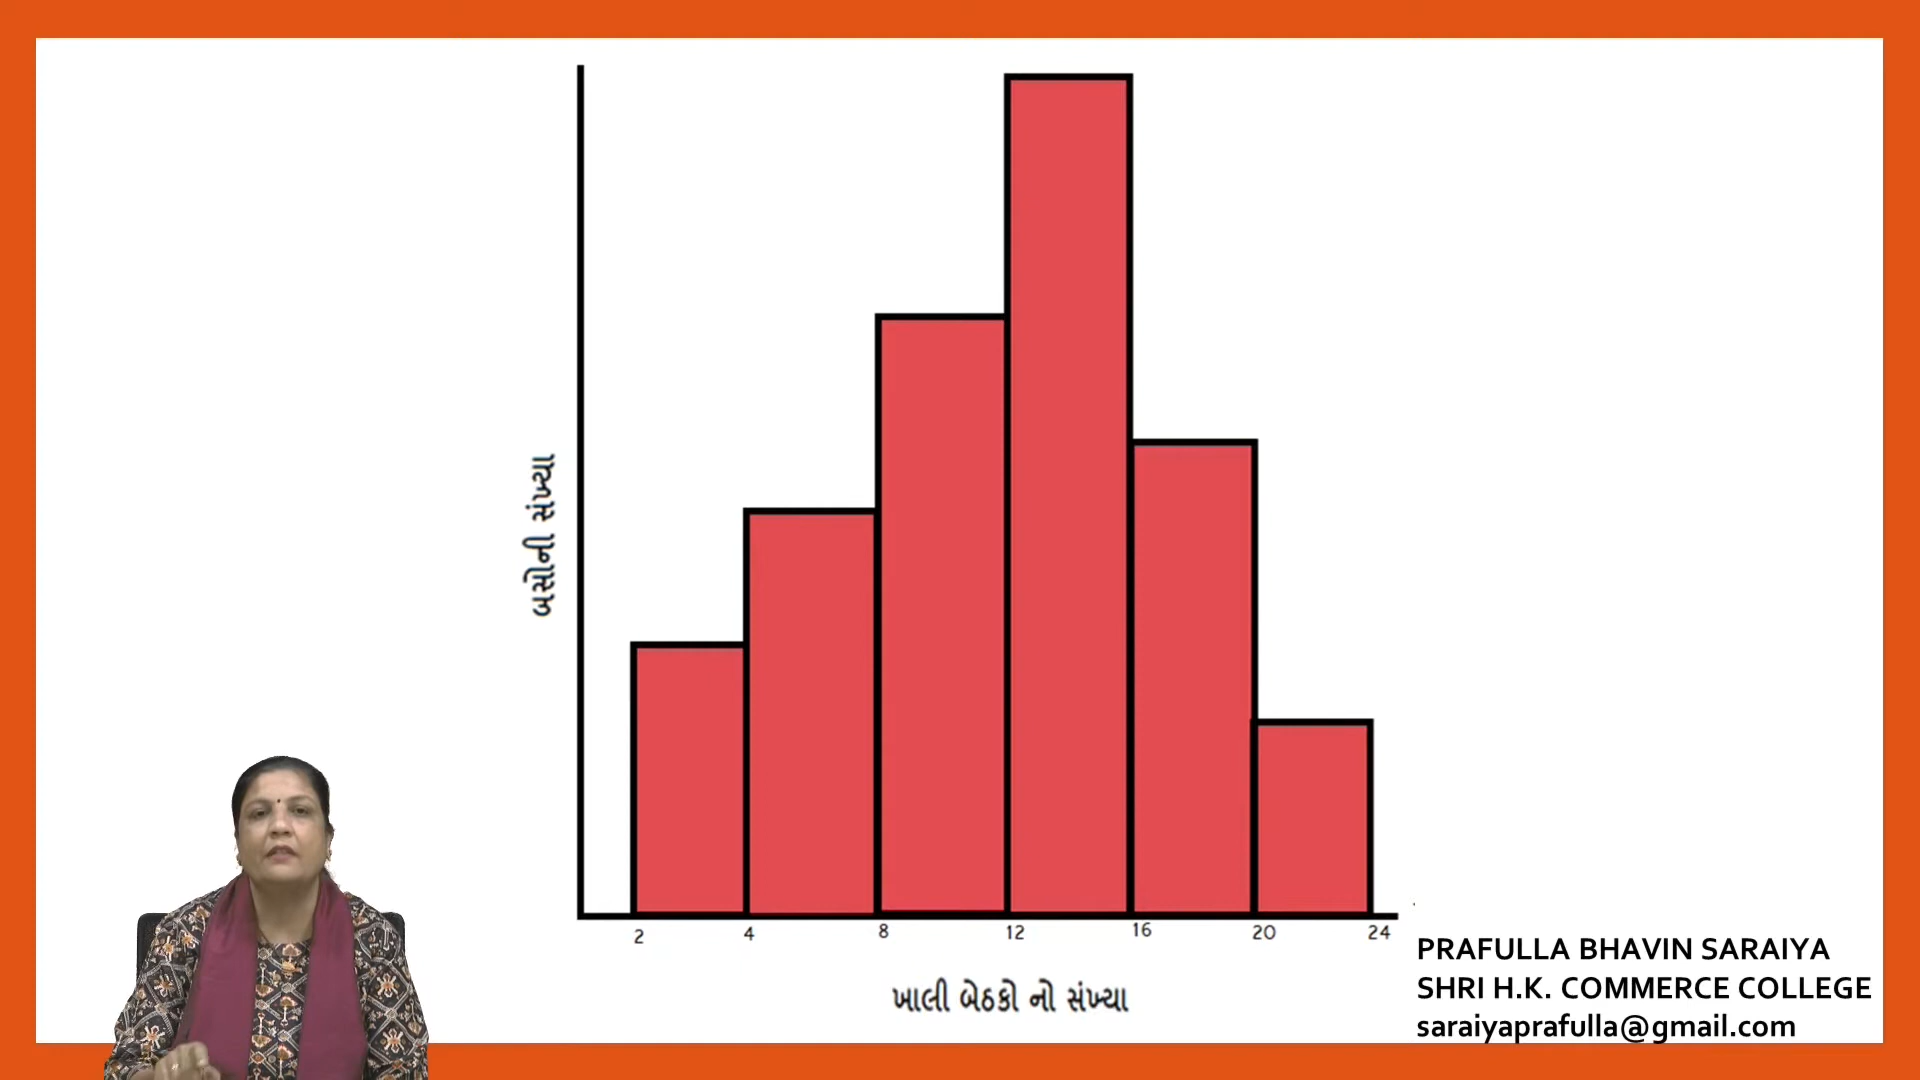 બસોની સંખ્યા
2 4 8 12 16 20 24
ખાલી બેઠકો નો સંખ્યા
PRAFULLA BHAVIN SARAIYA
SHRI H.K. COMMERCE COLLEGE
saraiyaprafulla@gmail.com